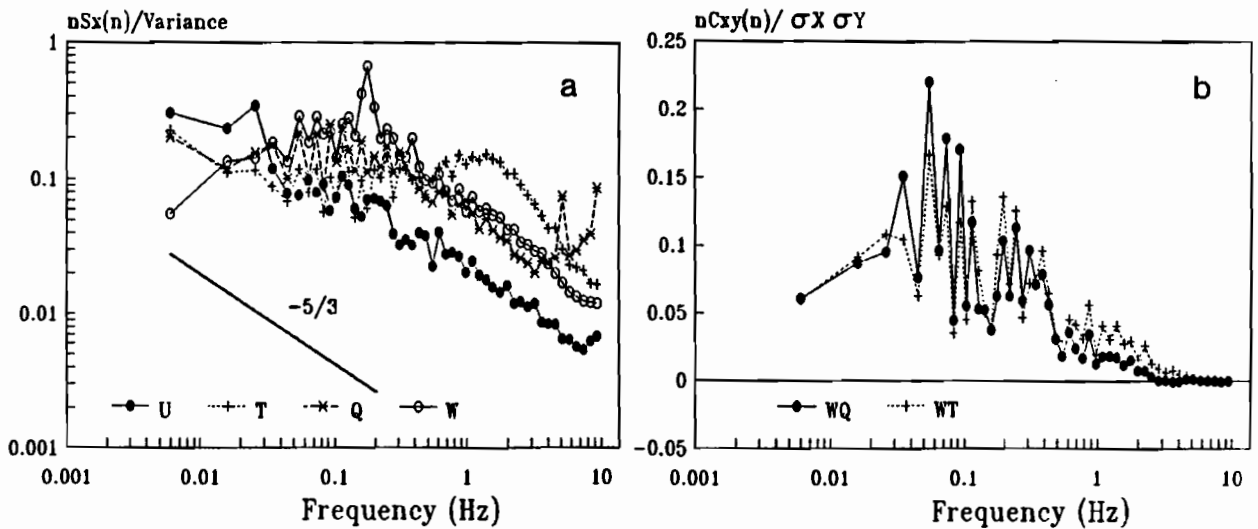 nSx(n)/Variance
1
0.1
0.01
0.001
a
-5/3
U T Q W
0.001 0.01 0.1 1 10
Frequency (Hz)
nCxy(n)/ σX σY
0.25
0.20
0.15
0.10
0.05
0
-0.05
b
WQ WT
0.001 0.01 0.1 1 10
Frequency (Hz)